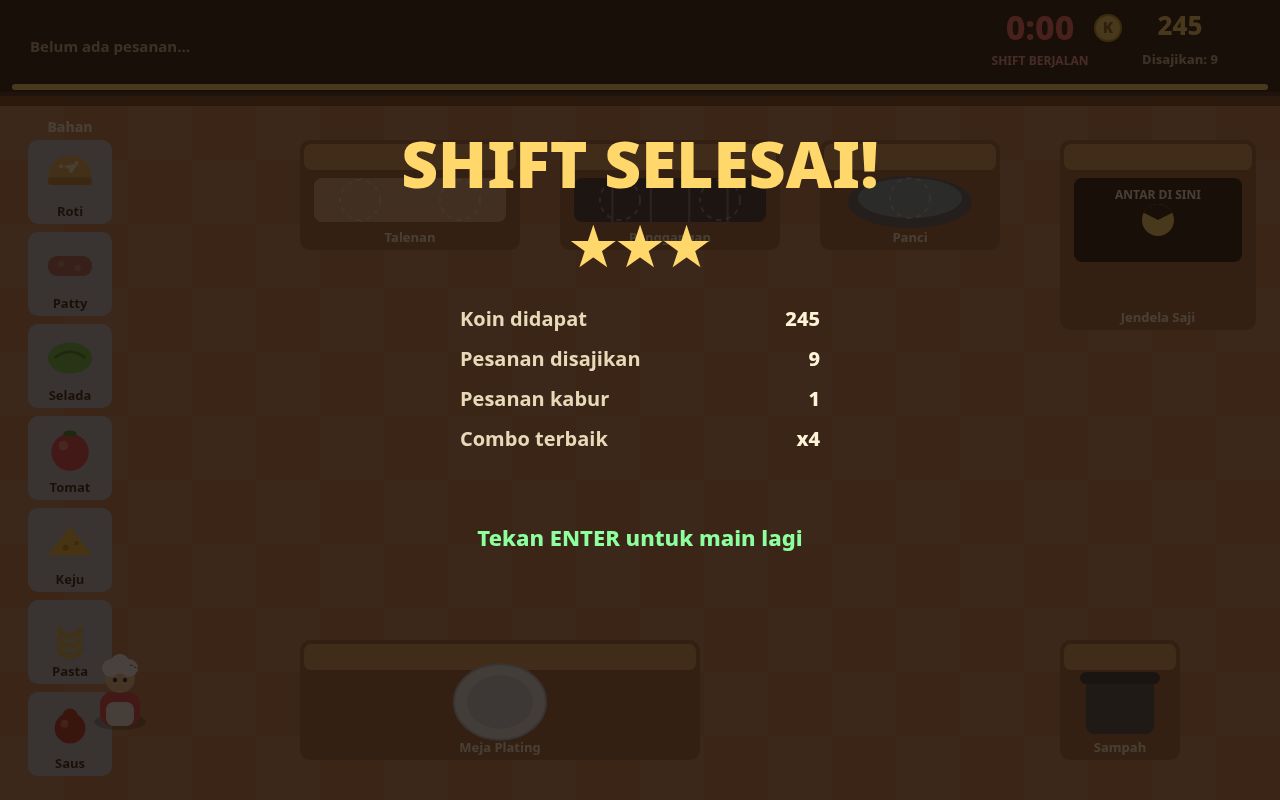 Belum ada pesanan...
0:00
K
245
SHIFT BERJALAN
Disajikan: 9
Bahan
Roti
Patty
Selada
Tomat
Keju
Pasta
Saus
SHIFT SELESAI!
Talenan
Panci
ANTAR DI SINI
Jendela Saji
★★★
Koin didapat 245
Pesanan disajikan 9
Pesanan kabur 1
Combo terbaik x4
Tekan ENTER untuk main lagi
Meja Plating
Sampah